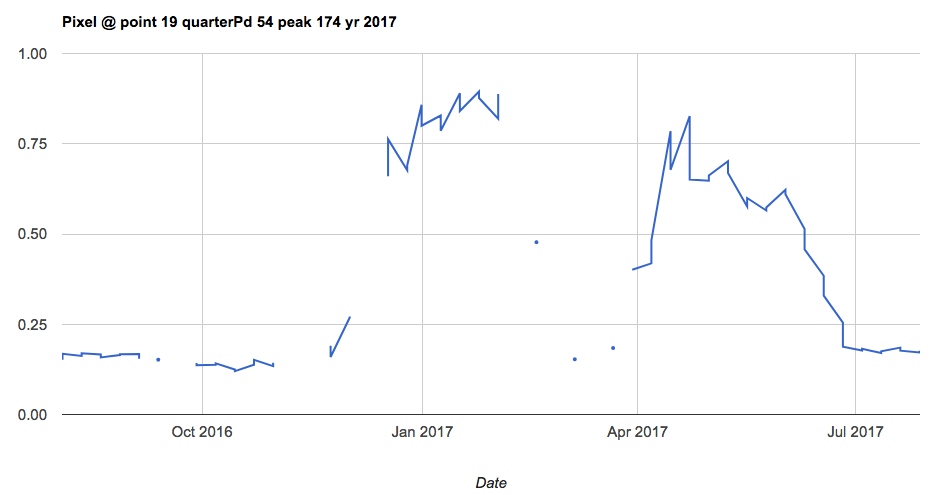 Pixel @ point 19 quarterPd 54 peak 174 yr 2017
1.00
0.75
0.50
0.25
0.00
Oct 2016 Jan 2017 Apr 2017 Jul 2017
Date